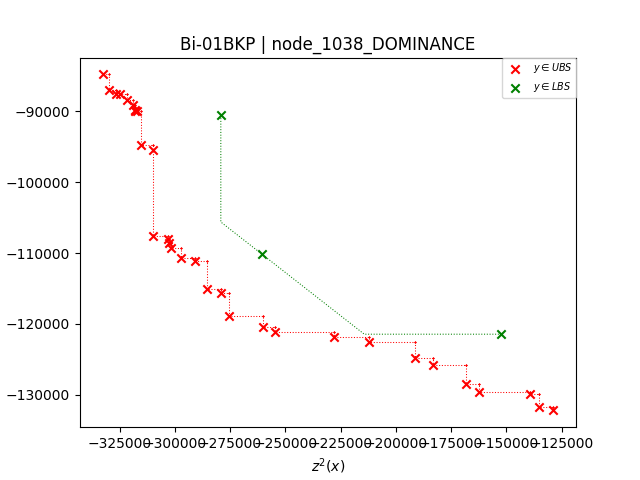 Bi-01BKP | node_1038_DOMINANCE
y ∈ UBS
y ∈ LBS
−90000
−100000
−110000
−120000
−130000
−325000 −300000 −275000 −250000 −225000 −200000 −175000 −150000 −125000
z²(x)